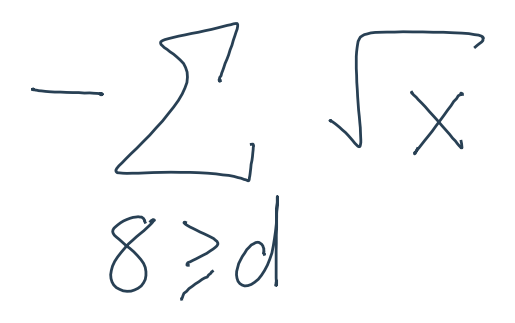 - ∑ √x
8 ≥ d